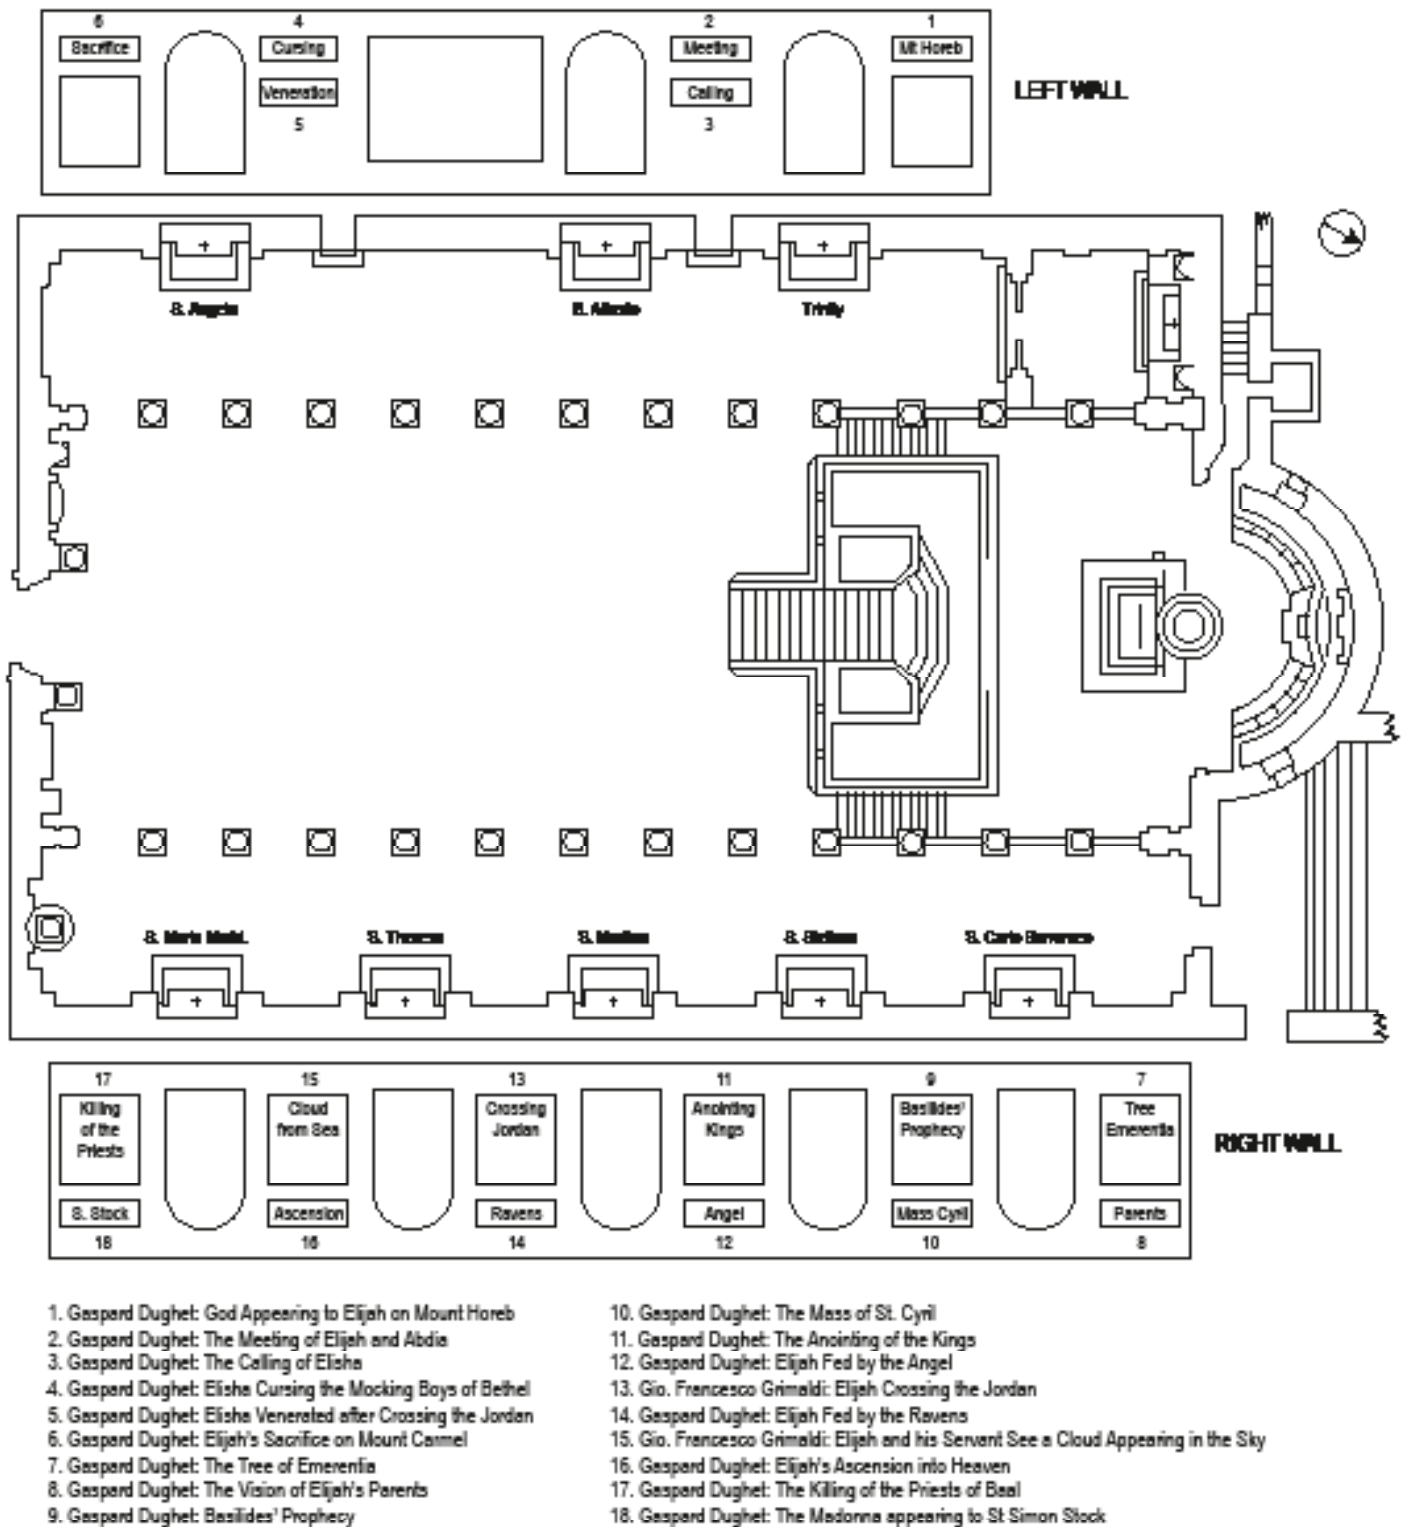 6 4 2 1
Sacrifice Cursing Meeting Mt Horeb
Veneration Calling
5 3
LEFT WALL
S. Angelo B. Alberto Trinity
S. Maria Madd. S. Theresa S. Martino S. Stefano S. Carlo Borromeo
17 15 13 11 9 7
Killing Cloud Crossing Anointing Basilides' Tree
of the from Sea Jordan Kings Prophecy Emerentia
Priests
RIGHT WALL
S. Stock Ascension Ravens Angel Mass Cyril Parents
18 16 14 12 10 8
1. Gaspard Dughet: God Appearing to Elijah on Mount Horeb
2. Gaspard Dughet: The Meeting of Elijah and Abdia
3. Gaspard Dughet: The Calling of Elisha
4. Gaspard Dughet: Elisha Cursing the Mocking Boys of Bethel
5. Gaspard Dughet: Elisha Venerated after Crossing the Jordan
6. Gaspard Dughet: Elijah's Sacrifice on Mount Carmel
7. Gaspard Dughet: The Tree of Emerentia
8. Gaspard Dughet: The Vision of Elijah's Parents
9. Gaspard Dughet: Basilides' Prophecy
10. Gaspard Dughet: The Mass of St. Cyril
11. Gaspard Dughet: The Anointing of the Kings
12. Gaspard Dughet: Elijah Fed by the Angel
13. Gio. Francesco Grimaldi: Elijah Crossing the Jordan
14. Gaspard Dughet: Elijah Fed by the Ravens
15. Gio. Francesco Grimaldi: Elijah and his Servant See a Cloud Appearing in the Sky
16. Gaspard Dughet: Elijah's Ascension into Heaven
17. Gaspard Dughet: The Killing of the Priests of Baal
18. Gaspard Dughet: The Madonna appearing to St Simon Stock